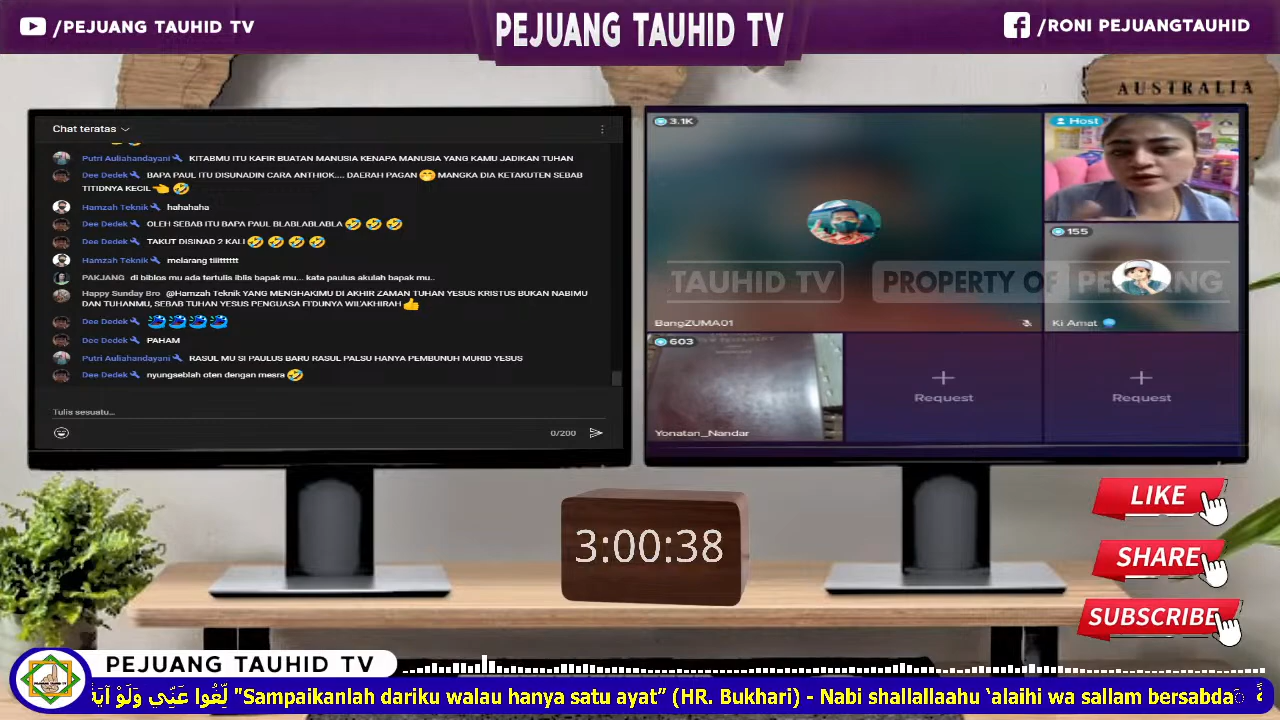 /PEJUANG TAUHID TV
PEJUANG TAUHID TV
/RONI PEJUANGTAUHID
AUSTRALIA
Chat teratas
Putri Auliahandayani KITABMU ITU KAFIR BUATAN MANUSIA KENAPA MANUSIA YANG KAMU JADIKAN TUHAN
Dee Dedek BAPA PAUL ITU DISUNADIN CARA ANTHIOK.... DAERAH PAGAN 🤭 MANGKA DIA KETAKUTEN SEBAB
TITIDNYA KECIL 👈 🤣
Hamzah Teknik hahahaha
Dee Dedek OLEH SEBAB ITU BAPA PAUL BLABLABLABLA 🤣 🤣 🤣
Dee Dedek TAKUT DISINAD 2 KALI 🤣 🤣 🤣 🤣
Hamzah Teknik melarang tiiltttttt
PAKJANG di biblos mu ada tertulis iblis bapak mu... kata paulus akulah bapak mu..
Happy Sunday Bro @Hamzah Teknik YANG MENGHAKIMU DI AKHIR ZAMAN TUHAN YESUS KRISTUS BUKAN NABIMU
DAN TUHANMU, SEBAB TUHAN YESUS PENGUASA FI'DUNYA WIL'AKHIRAH 👍
Dee Dedek
Dee Dedek PAHAM
Putri Auliahandayani RASUL MU SI PAULUS BARU RASUL PALSU HANYA PEMBUNUH MURID YESUS
Dee Dedek nyungseblah oten dengan mesra 🤣
Tulis sesuatu...
0/200
3.1K
Host
155
TAUHID TV
PROPERTY OF PEJUANG
BangZUMA01
Ki Amat
603
Yonatan_Nandar
Request
Request
3:00:38
LIKE
SHARE
SUBSCRIBE
PEJUANG TAUHID TV
لِّغُوا عَنِّي وَلَوْ آيَةً "Sampaikanlah dariku walau hanya satu ayat” (HR. Bukhari) - Nabi shallallaahu ‘alaihi wa sallam bersabda